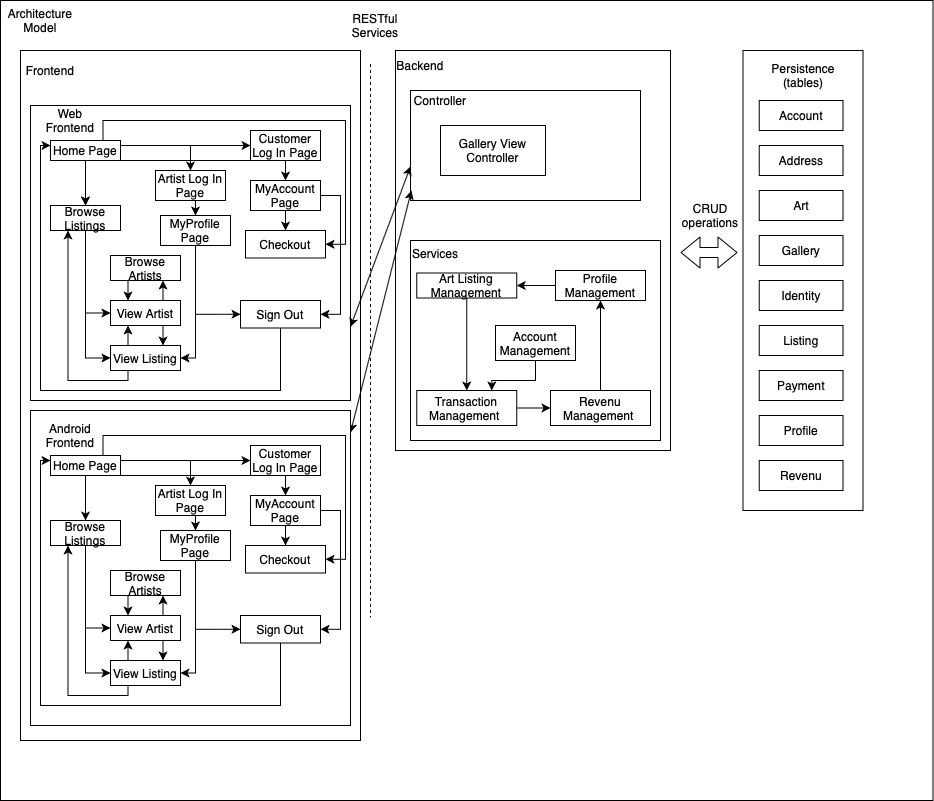 Architecture
Model
RESTful
Services
Frontend
Web
Frontend
Home Page
Customer
Log In Page
Artist Log In
Page
MyAccount
Page
Browse
Listings
MyProfile
Page
Checkout
Browse
Artists
View Artist
Sign Out
View Listing
Android
Frontend
Home Page
Customer
Log In Page
Artist Log In
Page
MyAccount
Page
Browse
Listings
MyProfile
Page
Checkout
Browse
Artists
View Artist
Sign Out
View Listing
Backend
Controller
Gallery View
Controller
Services
Art Listing
Management
Profile
Management
Account
Management
Transaction
Management
Revenu
Management
CRUD
operations
Persistence
(tables)
Account
Address
Art
Gallery
Identity
Listing
Payment
Profile
Revenu